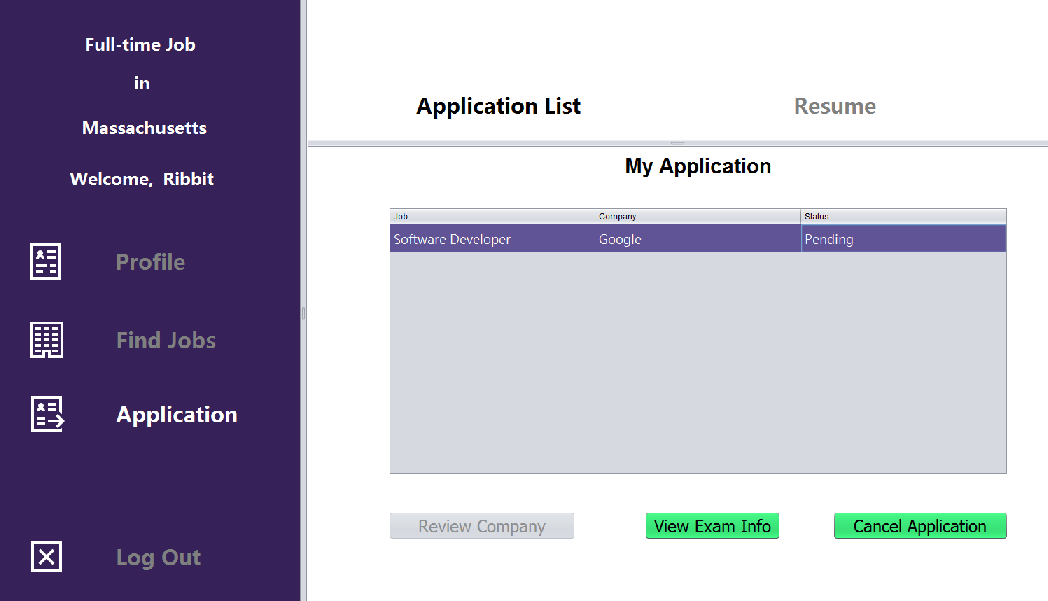 Full-time Job
in
Massachusetts
Welcome, Ribbit
Profile
Find Jobs
Application
Log Out
Application List
Resume
My Application
Job Company Status
Software Developer Google Pending
Review Company
View Exam Info
Cancel Application